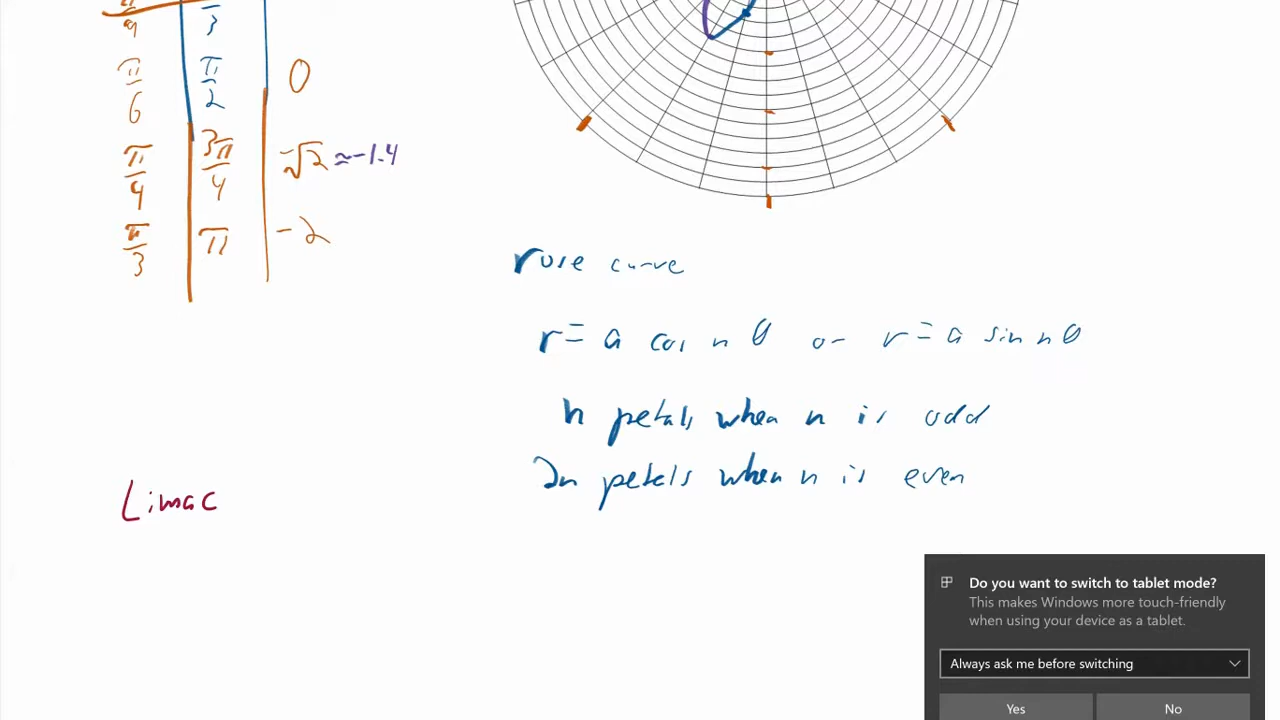 π/9 π/3
π/6 π/2 0
π/4 3π/4 -√2 ≈ -1.4
π/3 π -2
rose curve
r = a cos n θ or r = a sin n θ
n petals when n is odd
2n petals when n is even
Limac
Do you want to switch to tablet mode?
This makes Windows more touch-friendly
when using your device as a tablet.
Always ask me before switching
Yes No